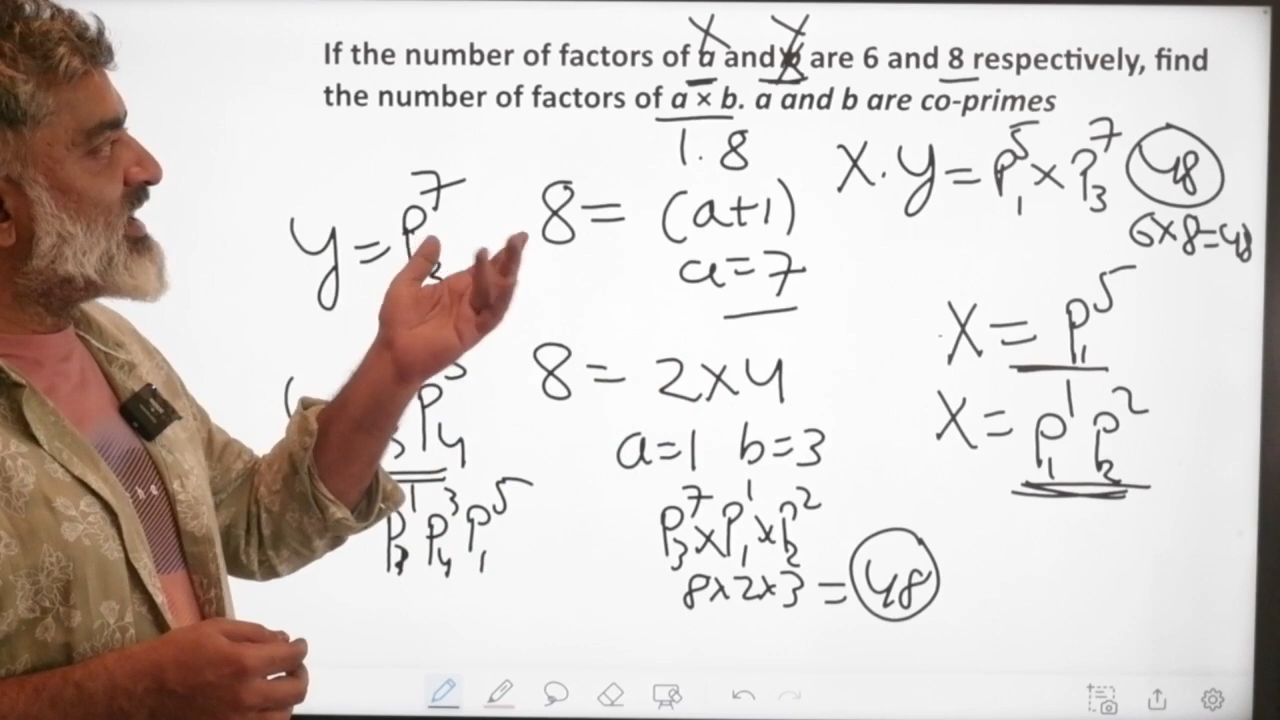 If the number of factors of a and b are 6 and 8 respectively, find
the number of factors of a × b. a and b are co-primes
X Y
1.8
X.y = p₁⁵ × p₃⁷ 48
6×8=48
y = p⁷
8 = (a+1)
a = 7
X = p₁⁵
8 = 2×4
X = p₁¹ p₂²
p₄
a=1 b=3
p₃¹ p₄³ p₁⁵
p₃⁷ × p₁¹ × p₂²
8×2×3 = 48